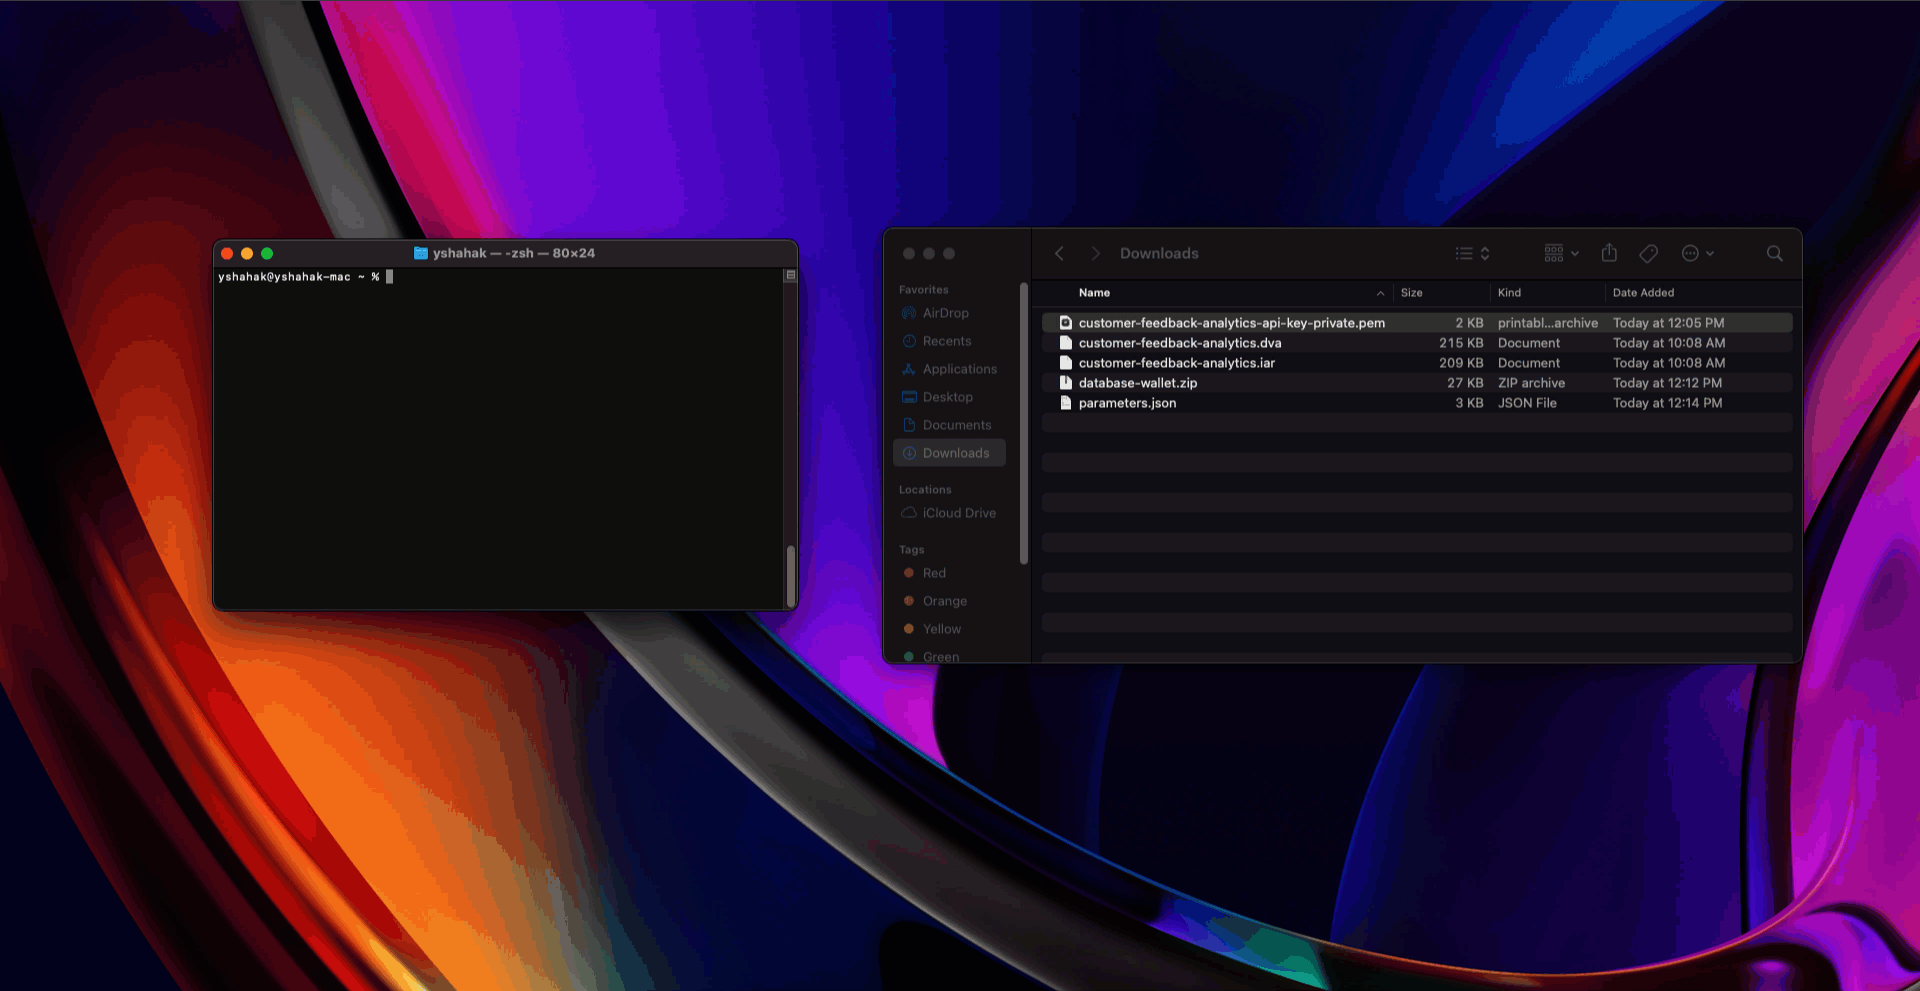 yshahak — -zsh — 80×24
yshahak@yshahak-mac ~ %
Downloads
Favorites
AirDrop
Recents
Applications
Desktop
Documents
Downloads
Locations
iCloud Drive
Tags
Red
Orange
Yellow
Green
Name Size Kind Date Added
customer-feedback-analytics-api-key-private.pem 2 KB printabl...archive Today at 12:05 PM
customer-feedback-analytics.dva 215 KB Document Today at 10:08 AM
customer-feedback-analytics.iar 209 KB Document Today at 10:08 AM
database-wallet.zip 27 KB ZIP archive Today at 12:12 PM
parameters.json 3 KB JSON File Today at 12:14 PM